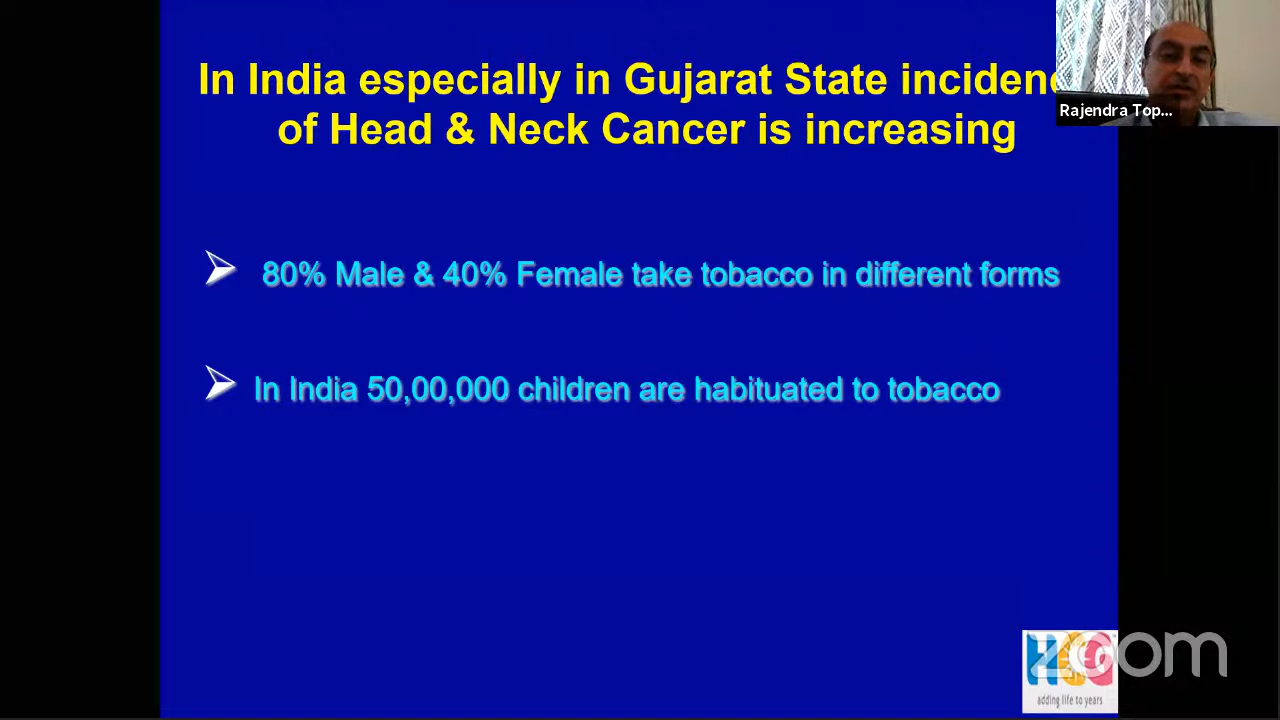 In India especially in Gujarat State incidenc
of Head & Neck Cancer is increasing
Rajendra Top...
80% Male & 40% Female take tobacco in different forms
In India 50,00,000 children are habituated to tobacco
HCG
zoom
adding life to years